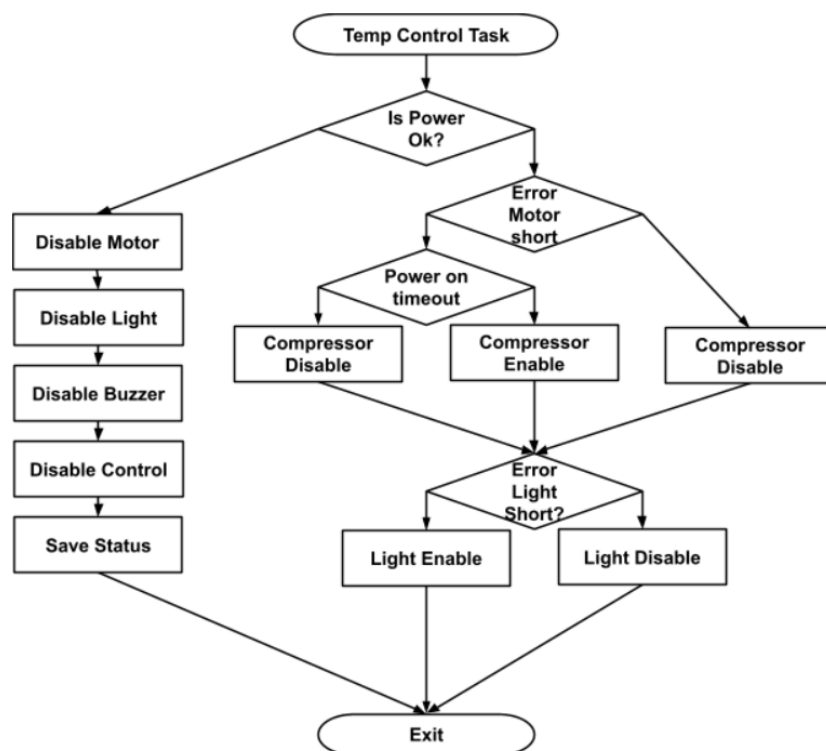 Temp Control Task
Is Power
Ok?
Error
Motor
short
Disable Motor
Power on
timeout
Disable Light
Compressor
Disable
Compressor
Enable
Compressor
Disable
Disable Buzzer
Disable Control
Error
Light
Short?
Save Status
Light Enable
Light Disable
Exit